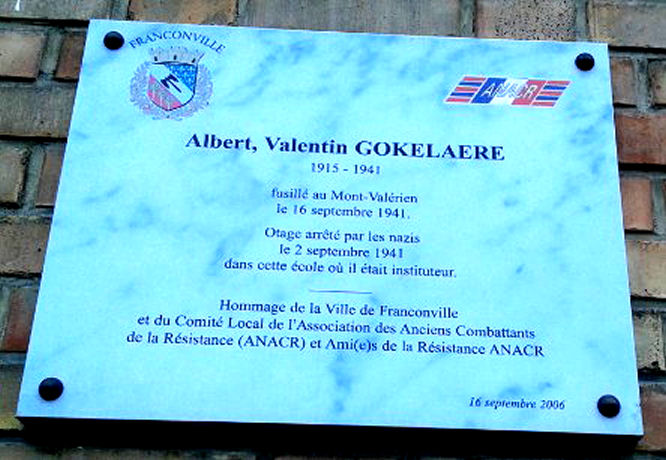 FRANCONVILLE
ANACR
Albert, Valentin GOKELAERE
1915 - 1941
fusillé au Mont-Valérien
le 16 septembre 1941.
Otage arrêté par les nazis
le 2 septembre 1941
dans cette école où il était instituteur.
Hommage de la Ville de Franconville
et du Comité Local de l'Association des Anciens Combattants
de la Résistance (ANACR) et Ami(e)s de la Résistance ANACR
16 septembre 2006